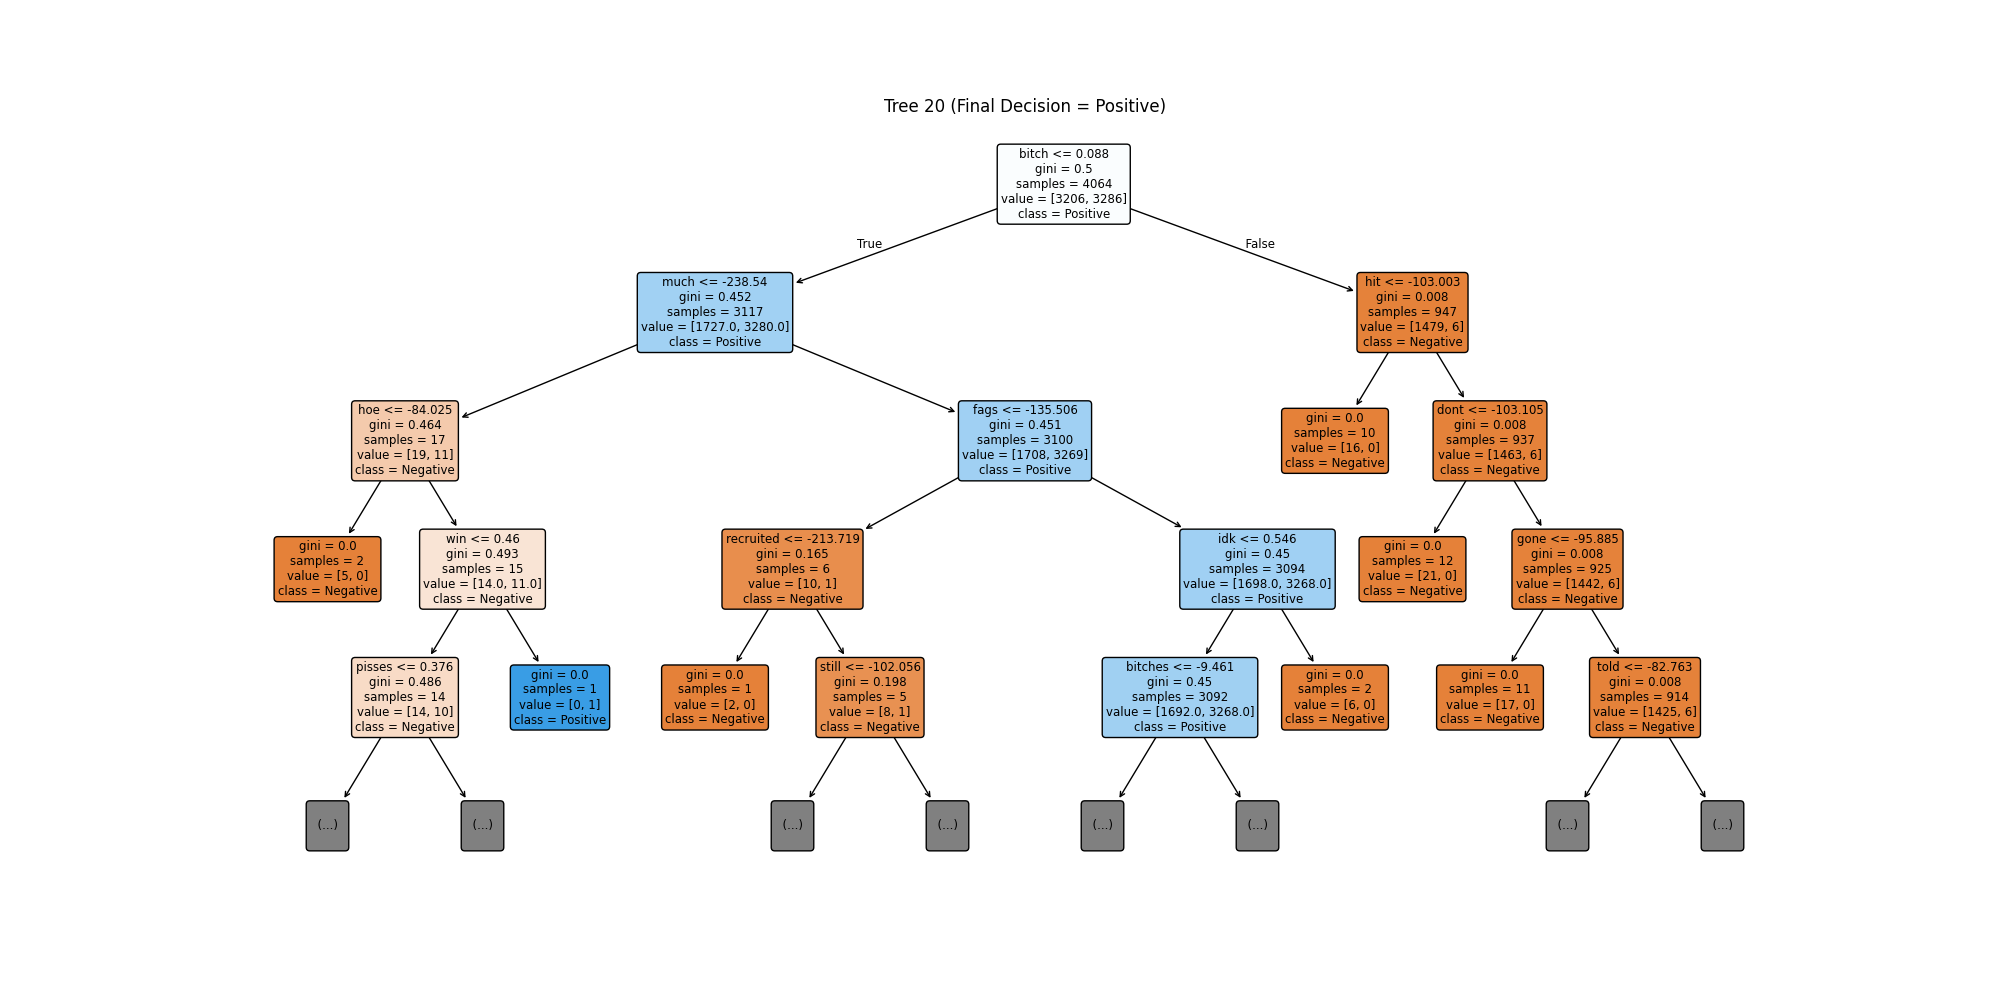 Tree 20 (Final Decision = Positive)
bitch <= 0.088
gini = 0.5
samples = 4064
value = [3206, 3286]
class = Positive
True
False
much <= -238.54
gini = 0.452
samples = 3117
value = [1727.0, 3280.0]
class = Positive
hit <= -103.003
gini = 0.008
samples = 947
value = [1479, 6]
class = Negative
hoe <= -84.025
gini = 0.464
samples = 17
value = [19, 11]
class = Negative
fags <= -135.506
gini = 0.451
samples = 3100
value = [1708, 3269]
class = Positive
gini = 0.0
samples = 10
value = [16, 0]
class = Negative
dont <= -103.105
gini = 0.008
samples = 937
value = [1463, 6]
class = Negative
gini = 0.0
samples = 2
value = [5, 0]
class = Negative
win <= 0.46
gini = 0.493
samples = 15
value = [14.0, 11.0]
class = Negative
recruited <= -213.719
gini = 0.165
samples = 6
value = [10, 1]
class = Negative
idk <= 0.546
gini = 0.45
samples = 3094
value = [1698.0, 3268.0]
class = Positive
gini = 0.0
samples = 12
value = [21, 0]
class = Negative
gone <= -95.885
gini = 0.008
samples = 925
value = [1442, 6]
class = Negative
pisses <= 0.376
gini = 0.486
samples = 14
value = [14, 10]
class = Negative
gini = 0.0
samples = 1
value = [0, 1]
class = Positive
gini = 0.0
samples = 1
value = [2, 0]
class = Negative
still <= -102.056
gini = 0.198
samples = 5
value = [8, 1]
class = Negative
bitches <= -9.461
gini = 0.45
samples = 3092
value = [1692.0, 3268.0]
class = Positive
gini = 0.0
samples = 2
value = [6, 0]
class = Negative
gini = 0.0
samples = 11
value = [17, 0]
class = Negative
told <= -82.763
gini = 0.008
samples = 914
value = [1425, 6]
class = Negative
(...)
(...)
(...)
(...)
(...)
(...)
(...)
(...)